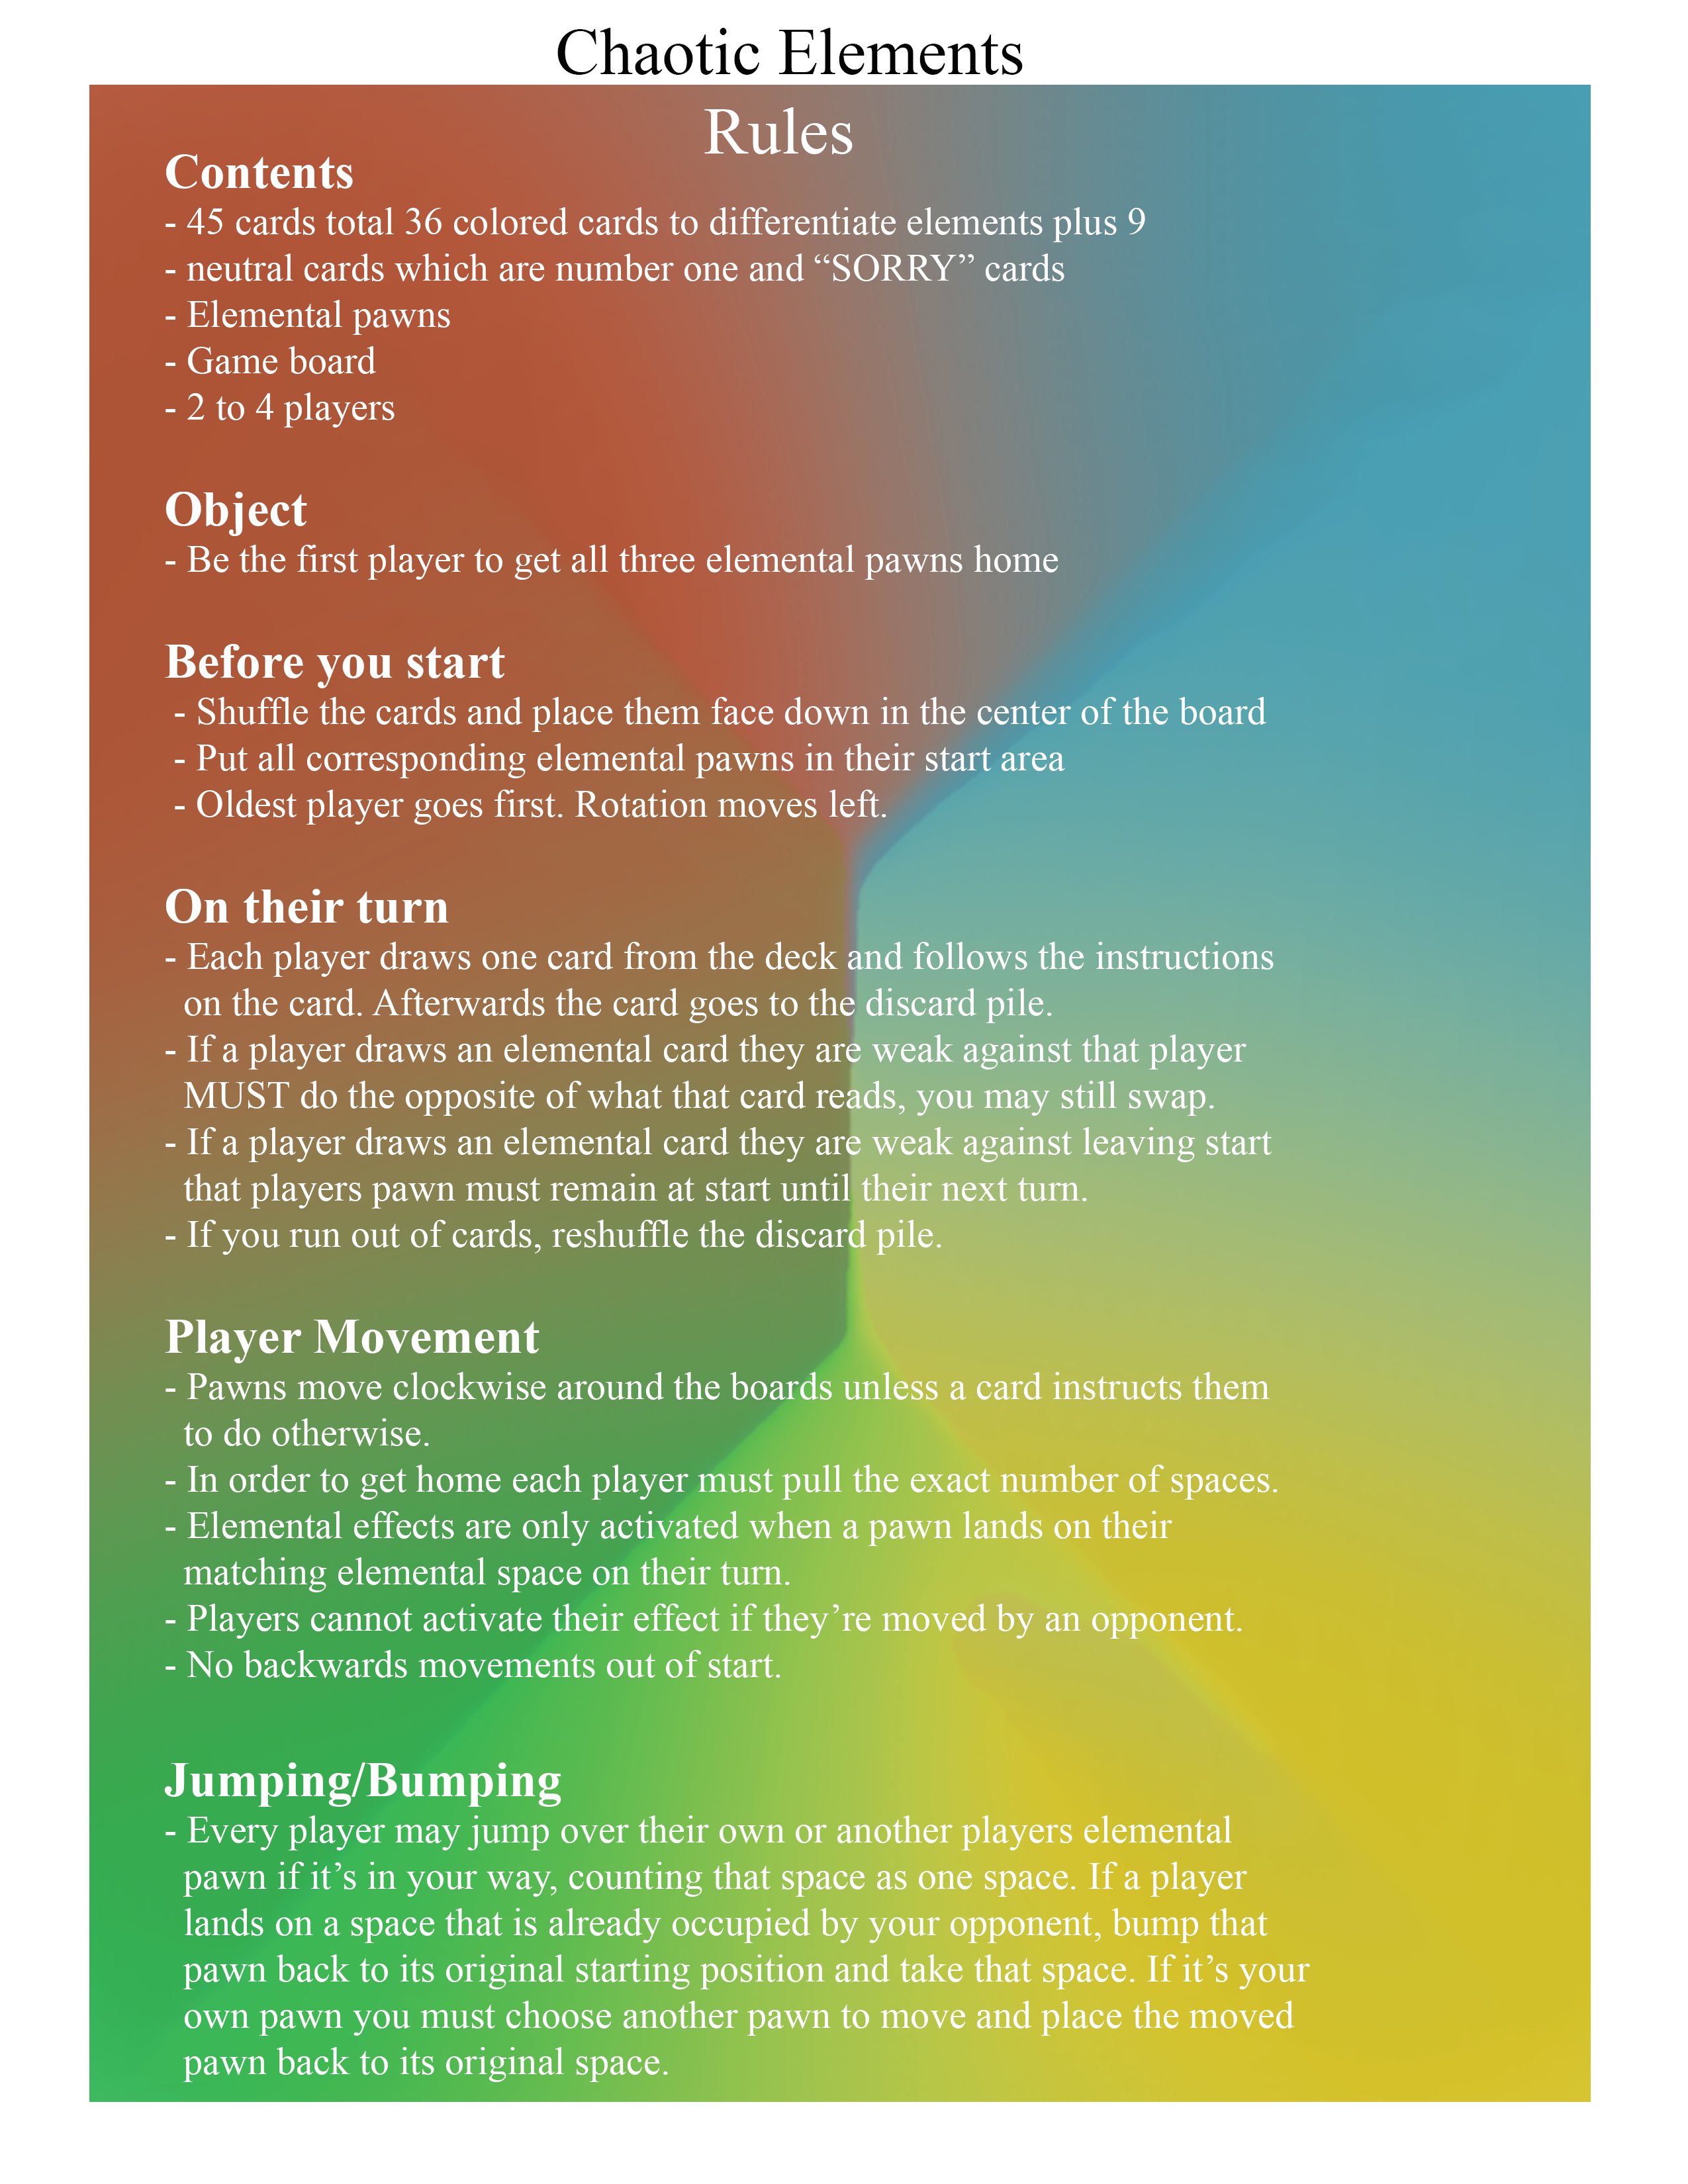 Chaotic Elements
Rules
Contents
- 45 cards total 36 colored cards to differentiate elements plus 9
- neutral cards which are number one and “SORRY” cards
- Elemental pawns
- Game board
- 2 to 4 players
Object
- Be the first player to get all three elemental pawns home
Before you start
- Shuffle the cards and place them face down in the center of the board
- Put all corresponding elemental pawns in their start area
- Oldest player goes first. Rotation moves left.
On their turn
- Each player draws one card from the deck and follows the instructions
on the card. Afterwards the card goes to the discard pile.
- If a player draws an elemental card they are weak against that player
MUST do the opposite of what that card reads, you may still swap.
- If a player draws an elemental card they are weak against leaving start
that players pawn must remain at start until their next turn.
- If you run out of cards, reshuffle the discard pile.
Player Movement
- Pawns move clockwise around the boards unless a card instructs them
to do otherwise.
- In order to get home each player must pull the exact number of spaces.
- Elemental effects are only activated when a pawn lands on their
matching elemental space on their turn.
- Players cannot activate their effect if they’re moved by an opponent.
- No backwards movements out of start.
Jumping/Bumping
- Every player may jump over their own or another players elemental
pawn if it’s in your way, counting that space as one space. If a player
lands on a space that is already occupied by your opponent, bump that
pawn back to its original starting position and take that space. If it’s your
own pawn you must choose another pawn to move and place the moved
pawn back to its original space.